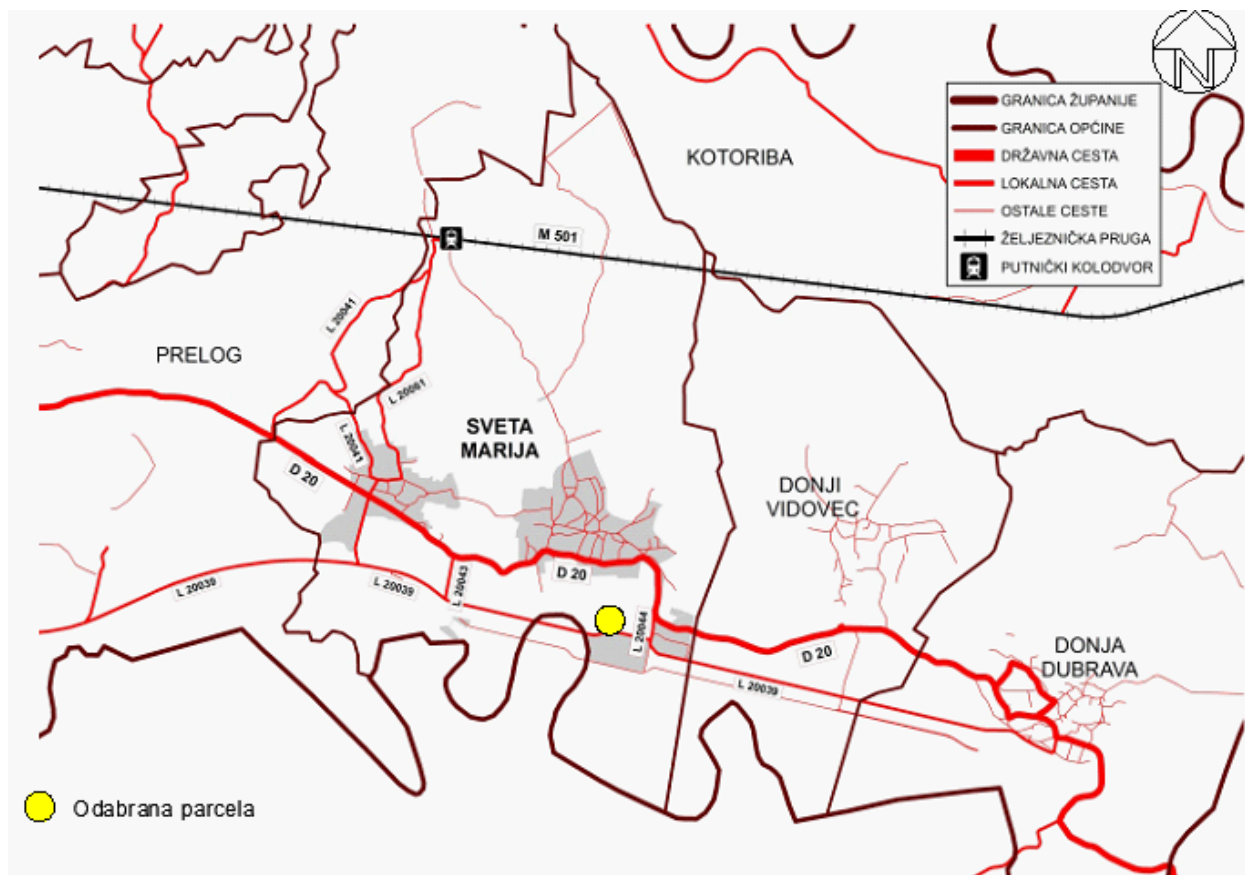 N
GRANICA ŽUPANIJE
GRANICA OPĆINE
DRŽAVNA CESTA
LOKALNA CESTA
OSTALE CESTE
ŽELJEZNIČKA PRUGA
PUTNIČKI KOLODVOR
KOTORIBA
M 501
L 20041
PRELOG
L 20061
SVETA
MARIJA
L 20041
D 20
DONJI
VIDOVEC
D 20
L 20039
L 20039
L 20043
L 20044
D 20
DONJA
DUBRAVA
L 20039
Odabrana parcela